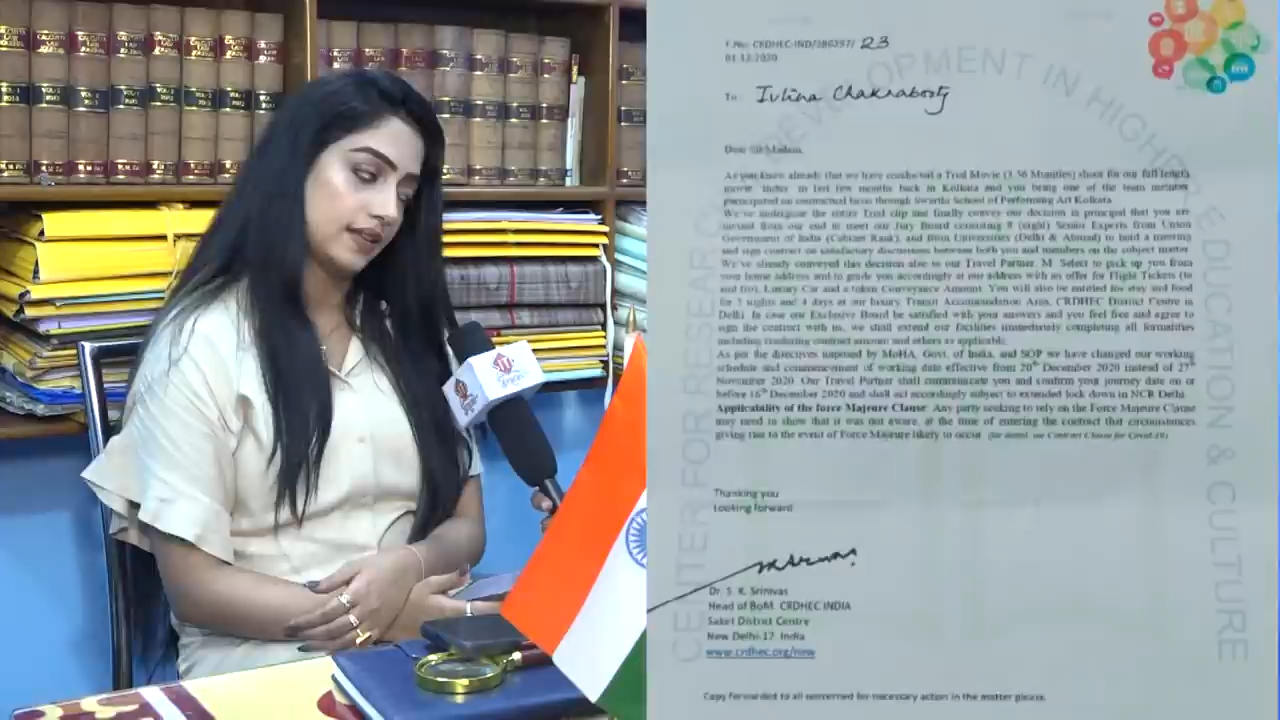 CALCUTTA LAW JOURNAL
F.No: CRDHEC-IND/286297/ 23
01.12.2020
To: Ivlina Chakraborty
Dear Sir/Madam,
As you know already that we have conducted a Trial Movie (3.36 Munities) shoot for our full length
movie in last few months back in Kolkata and you being one of the team member
participated on contractual basis through Swastik School of Performing Art Kolkata
We've undergone the entire Trial clip and finally convey our decision in principal that you are
invited from our end to meet our Jury Board consisting 8 (eight) Senior Experts from Union
Government of India (Cabinet Rank), and from Universities (Delhi & Abroad) to hold a meeting
and sign contract on satisfactory discussions between both you and members on the subject matter.
We've already conveyed this decision also to our Travel Partner, M. Select to pick up you from
your home address and to guide you accordingly at our address with an offer for Flight Tickets (to
and fro), Luxury Car and a token Conveyance Amount. You will also be entitled for stay and food
for 3 nights and 4 days at our luxury Transit Accommodation Area, CRDHEC District Centre in
Delhi. In case our Exclusive Board be satisfied with your answers and you feel free and agree to
sign the contract with us, we shall extend our facilities immediately completing all formalities
including rendering contract amount and others as applicable.
As per the directives imposed by MoHA, Govt. of India, and SOP we have changed our working
schedule and commencement of working date effective from 20th December 2020 instead of 27th
November 2020. Our Travel Partner shall communicate you and confirm your journey date on or
before 16th December 2020 and shall act accordingly subject to extended lock down in NCR Delhi.
Applicability of the force Majeure Clause: Any party seeking to rely on the Force Majeure Clause
may need to show that it was not aware, at the time of entering the contract that circumstances
giving rise to the event of Force Majeure likely to occur. (for detail, see Contract Clause for Covid-19)
Thanking you
Looking forward
Dr. S. K. Srinivas
Head of BoM. CRDHEC INDIA
Saket District Centre
New Delhi-17. India
www.crdhec.org/new
Copy forwarded to all concerned for necessary action in the matter please.
CENTER FOR RESEARCH DEVELOPMENT IN HIGHER EDUCATION & CULTURE